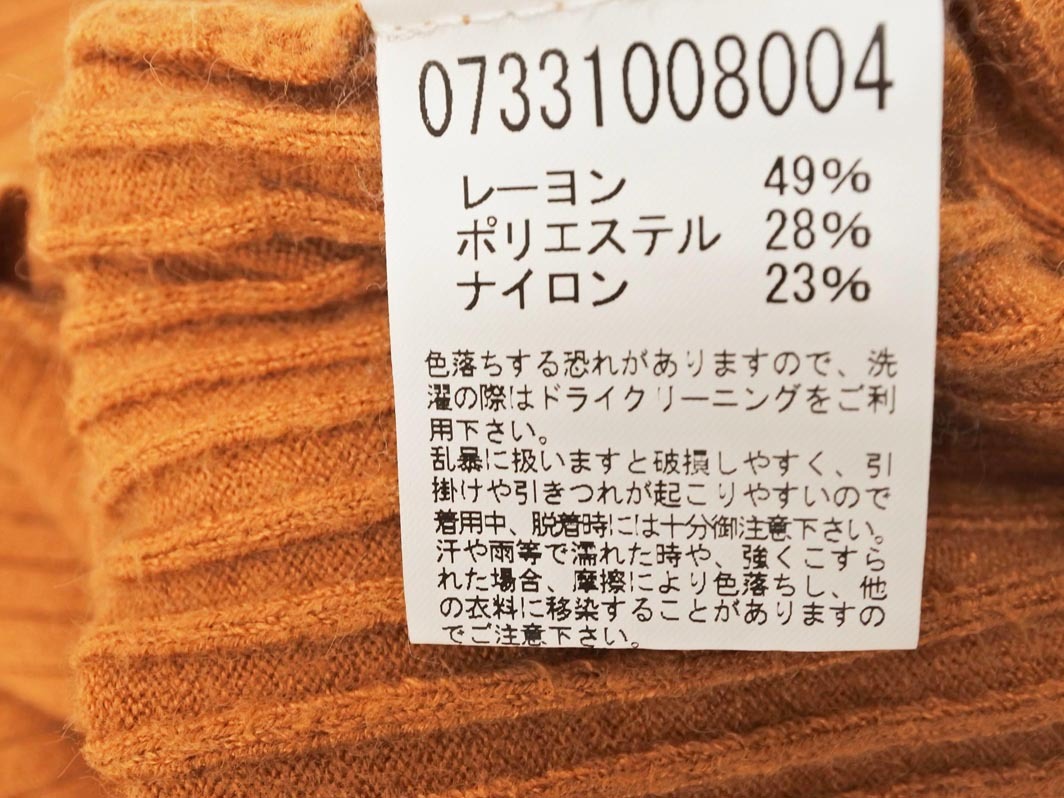 07331008004
レーヨン 49%
ポリエステル 28%
ナイロン 23%
色落ちする恐れがありますので、洗
濯の際はドライクリーニングをご利
用下さい。
乱暴に扱いますと破損しやすく、引
掛けや引きつれが起こりやすいので
着用中、脱着時には十分御注意下さい。
汗や雨等で濡れた時や、強くこすら
れた場合、摩擦により色落ちし、他
の衣料に移染することがありますの
でご注意下さい。